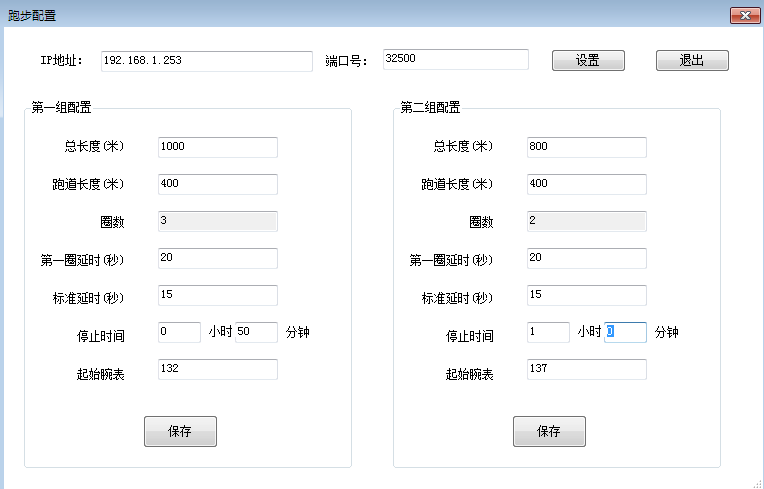 跑步配置
IP地址: 192.168.1.253 端口号: 32500 设置 退出
第一组配置
总长度(米) 1000
跑道长度(米) 400
圈数 3
第一圈延时(秒) 20
标准延时(秒) 15
停止时间 0 小时 50 分钟
起始腕表 132
保存
第二组配置
总长度(米) 800
跑道长度(米) 400
圈数 2
第一圈延时(秒) 20
标准延时(秒) 15
停止时间 1 小时 0 分钟
起始腕表 137
保存